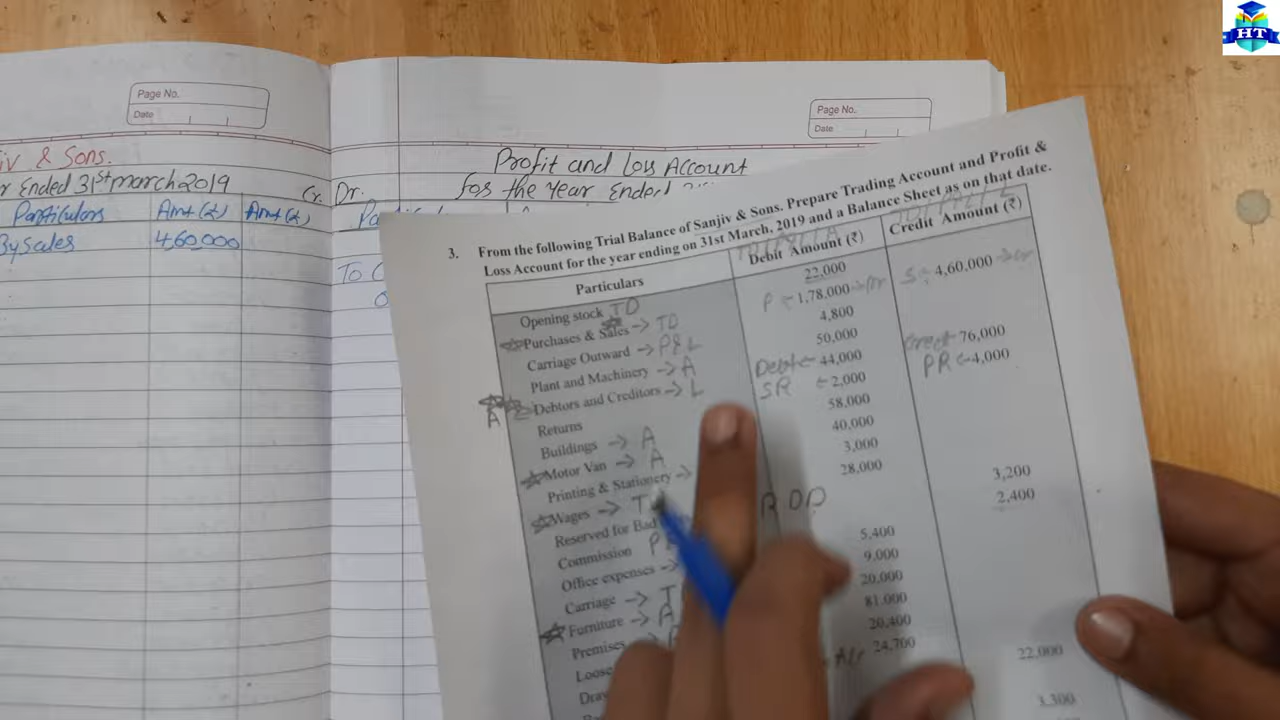 HT
Page No.
Date
iv & Sons.
r Ended 31st march 2019
Cr.
Particulars Amt (₹) Amt (₹)
By Sales 460,000
Page No.
Date
Profit and Loss Account
for the Year Ended
Dr.
To C
3. From the following Trial Balance of Sanjiv & Sons. Prepare Trading Account and Profit &
Loss Account for the year ending on 31st March, 2019 and a Balance Sheet as on that date.
Particulars Debit Amount (₹) Credit Amount (₹)
Opening stock TD 22,000
Purchases & Sales → TD P 1,78,000 → Dr S 4,60,000 → Cr
Carriage Outward → P&L 4,800
Plant and Machinery → A 50,000
A Debtors and Creditors → L Debt 44,000 76,000
Returns SR 2,000 PR 4,000
Buildings → A 58,000
Motor Van → A 40,000
Printing & Stationery → 3,000
Wages → T 28,000
Reserved for Bad 3,200
Commission P 2,400
Office expenses → 5,400
Carriage → T 9,000
Furniture → A 20,000
Premises → 81,000
Loose 20,400
Dra 24,700
22,000
3,300